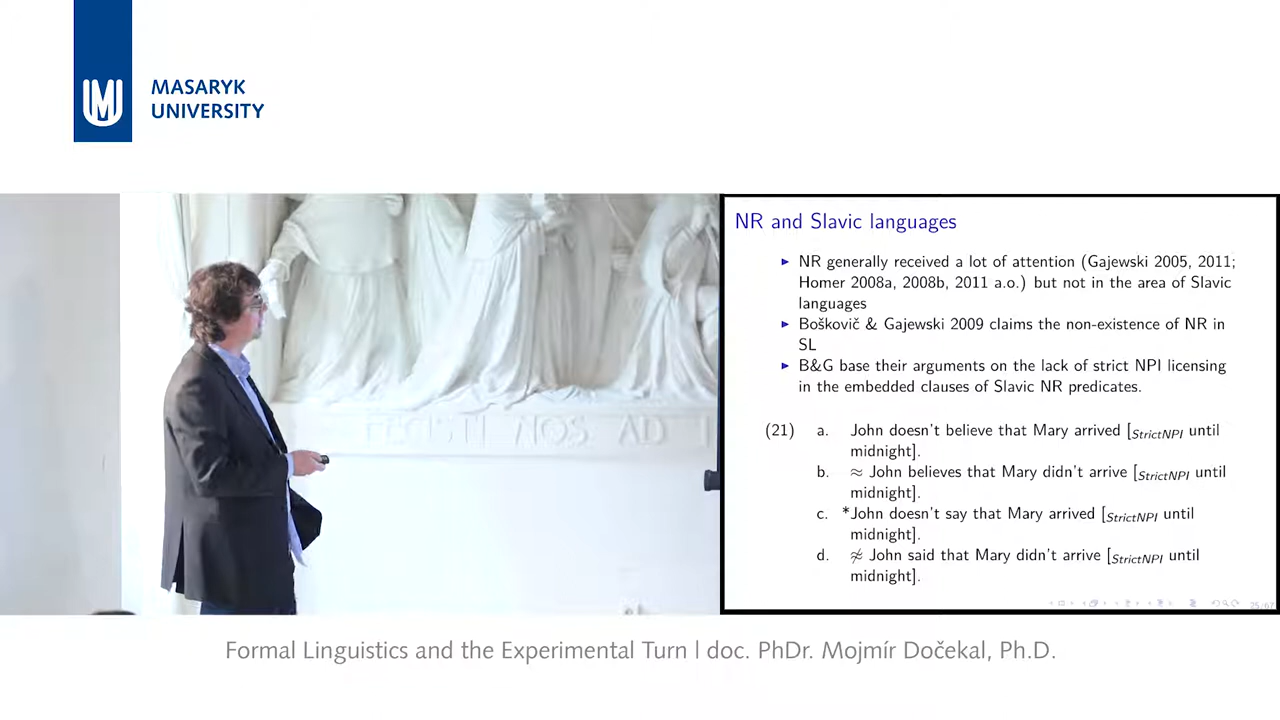 MASARYK
UNIVERSITY
NR and Slavic languages
▶ NR generally received a lot of attention (Gajewski 2005, 2011;
Homer 2008a, 2008b, 2011 a.o.) but not in the area of Slavic
languages
▶ Boškovič & Gajewski 2009 claims the non-existence of NR in
SL
▶ B&G base their arguments on the lack of strict NPI licensing
in the embedded clauses of Slavic NR predicates.
(21) a. John doesn't believe that Mary arrived [StrictNPI until
midnight].
b. ≈ John believes that Mary didn't arrive [StrictNPI until
midnight].
c. *John doesn't say that Mary arrived [StrictNPI until
midnight].
d. ≉ John said that Mary didn't arrive [StrictNPI until
midnight].
FECISTI NOS AD
Formal Linguistics and the Experimental Turn | doc. PhDr. Mojmír Dočekal, Ph.D.